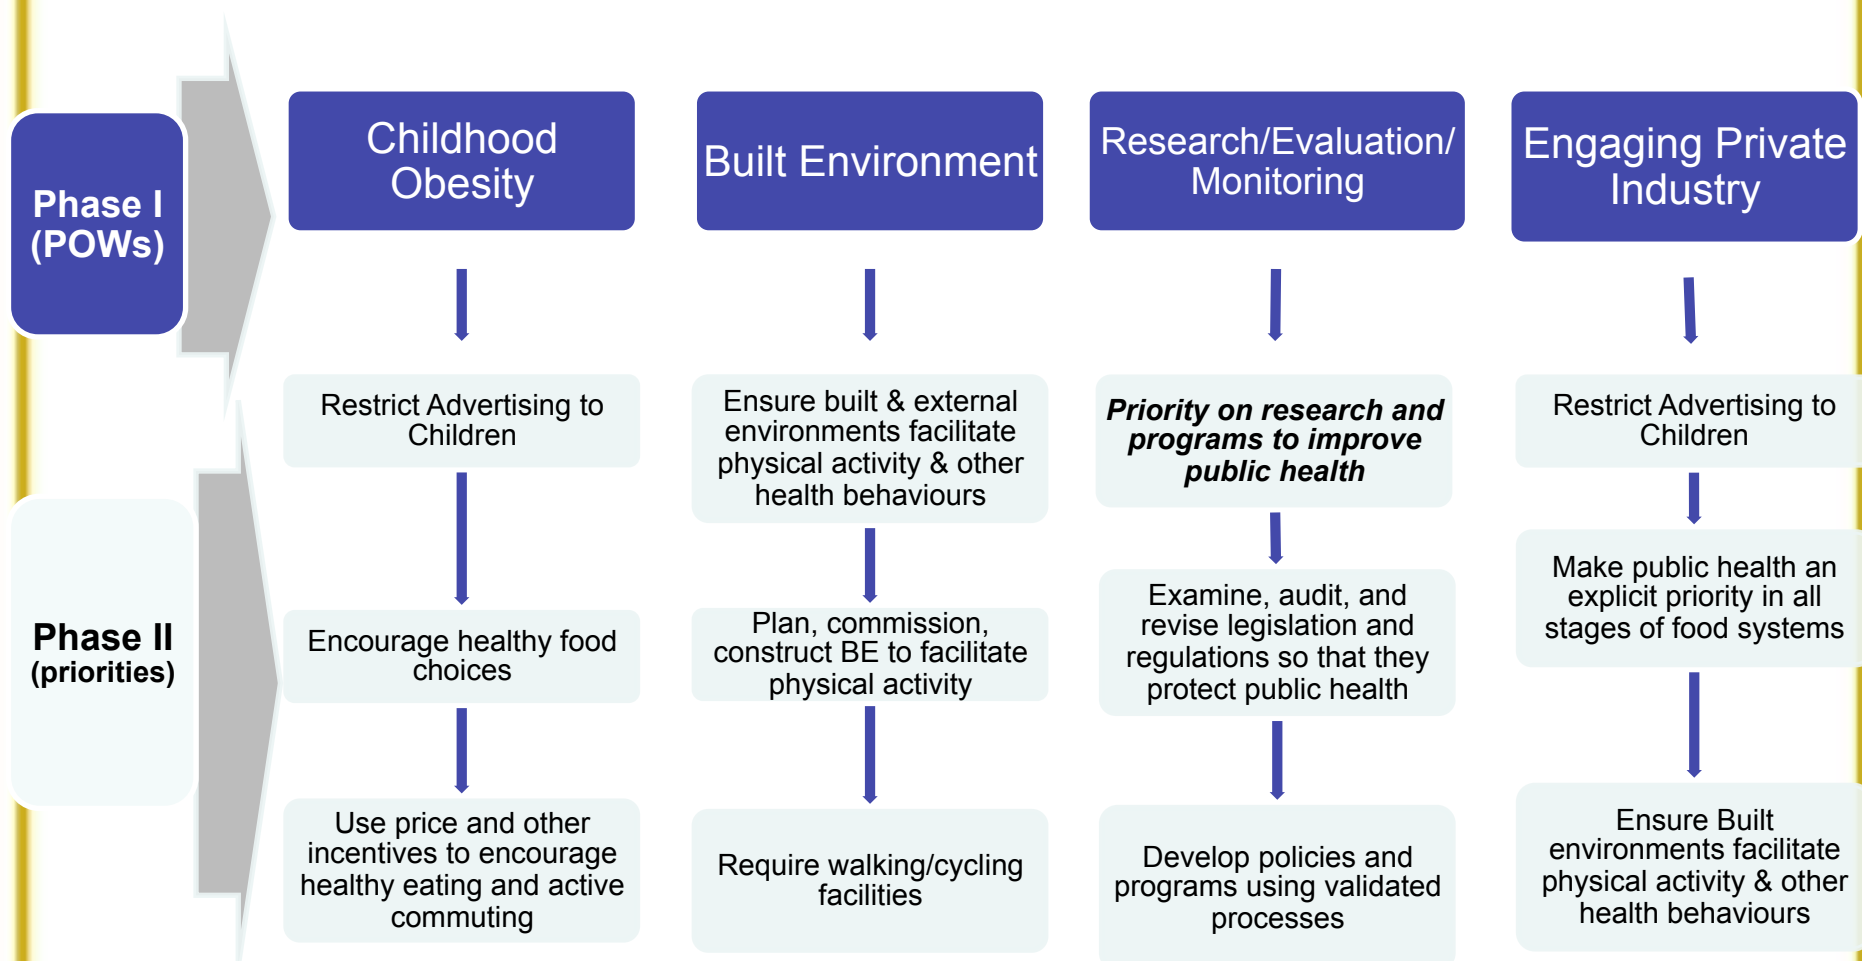 Phase I
(POWs)
Childhood
Obesity
Built Environment
Research/Evaluation/
Monitoring
Engaging Private
Industry
Phase II
(priorities)
Restrict Advertising to
Children
Encourage healthy food
choices
Use price and other
incentives to encourage
healthy eating and active
commuting
Ensure built & external
environments facilitate
physical activity & other
health behaviours
Plan, commission,
construct BE to facilitate
physical activity
Require walking/cycling
facilities
Priority on research and
programs to improve
public health
Examine, audit, and
revise legislation and
regulations so that they
protect public health
Develop policies and
programs using validated
processes
Restrict Advertising to
Children
Make public health an
explicit priority in all
stages of food systems
Ensure Built
environments facilitate
physical activity & other
health behaviours